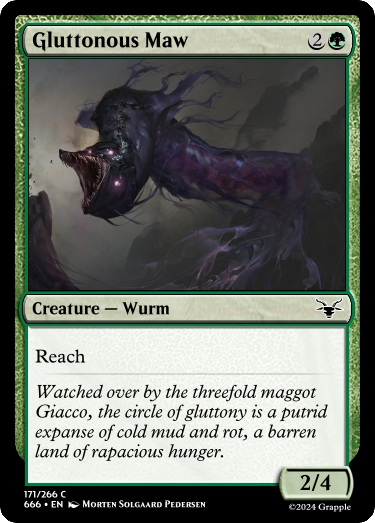 Gluttonous Maw 2
Creature — Wurm
Reach
Watched over by the threefold maggot
Giacco, the circle of gluttony is a putrid
expanse of cold mud and rot, a barren
land of rapacious hunger.
2/4
171/266 C
666 • EN Morten Solgaard Pedersen
©2024 Grapple